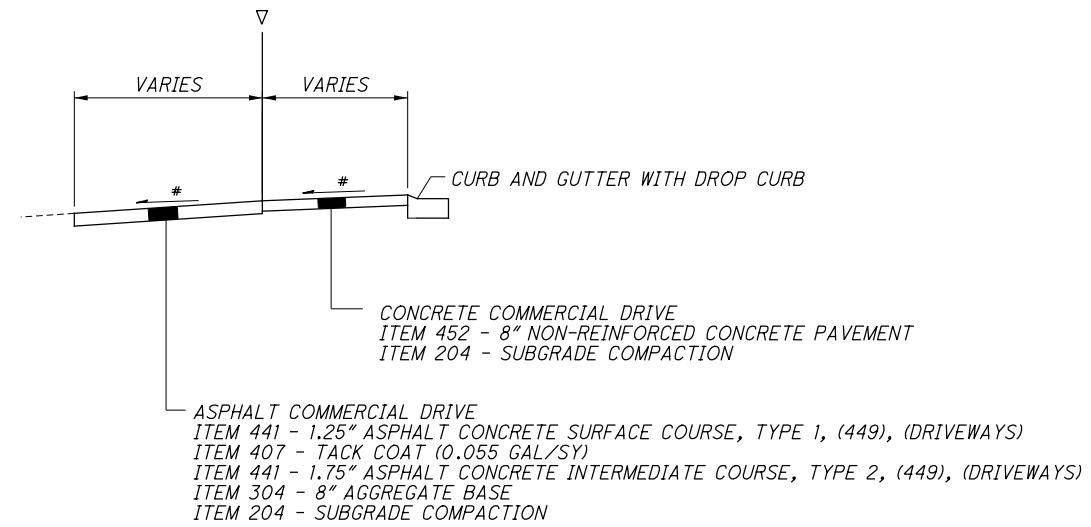 VARIES
VARIES
#
#
CURB AND GUTTER WITH DROP CURB
CONCRETE COMMERCIAL DRIVE
ITEM 452 - 8" NON-REINFORCED CONCRETE PAVEMENT
ITEM 204 - SUBGRADE COMPACTION
ASPHALT COMMERCIAL DRIVE
ITEM 441 - 1.25" ASPHALT CONCRETE SURFACE COURSE, TYPE 1, (449), (DRIVEWAYS)
ITEM 407 - TACK COAT (0.055 GAL/SY)
ITEM 441 - 1.75" ASPHALT CONCRETE INTERMEDIATE COURSE, TYPE 2, (449), (DRIVEWAYS)
ITEM 304 - 8" AGGREGATE BASE
ITEM 204 - SUBGRADE COMPACTION